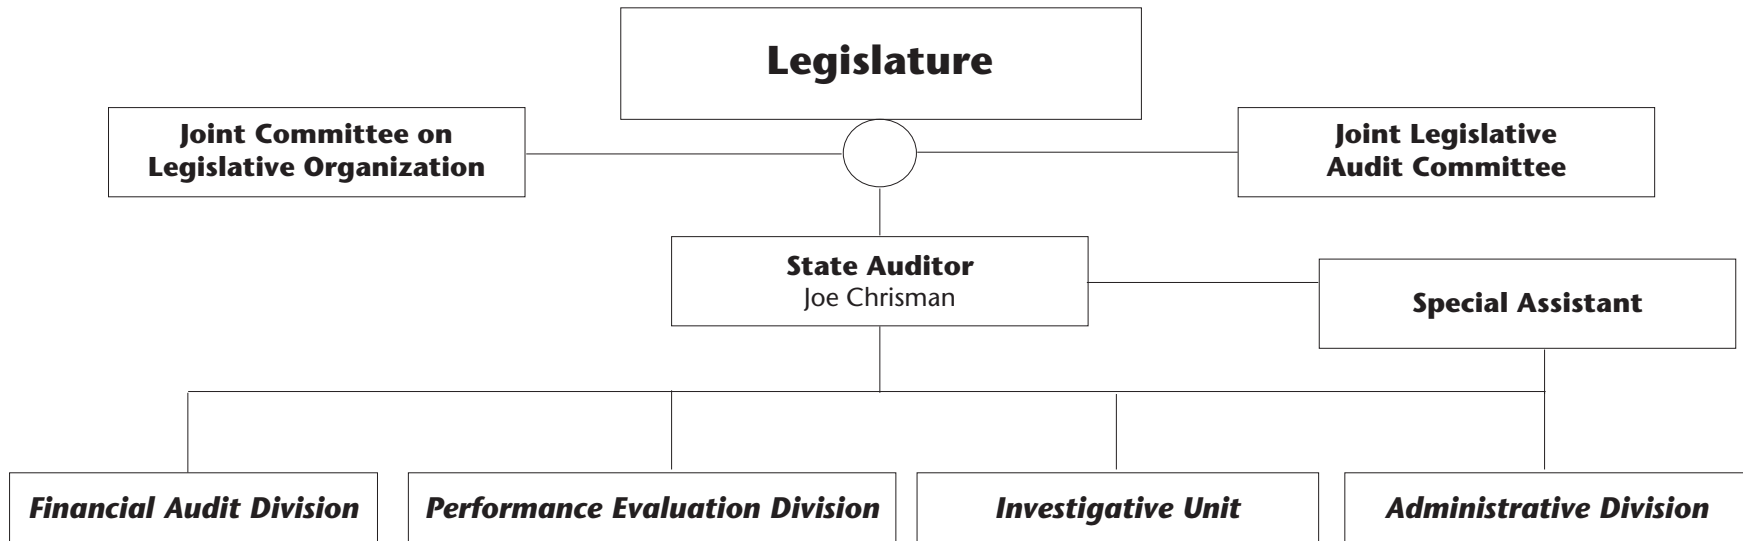 Legislature
Joint Committee on
Legislative Organization
Joint Legislative
Audit Committee
State Auditor
Joe Chrisman
Special Assistant
Financial Audit Division
Performance Evaluation Division
Investigative Unit
Administrative Division